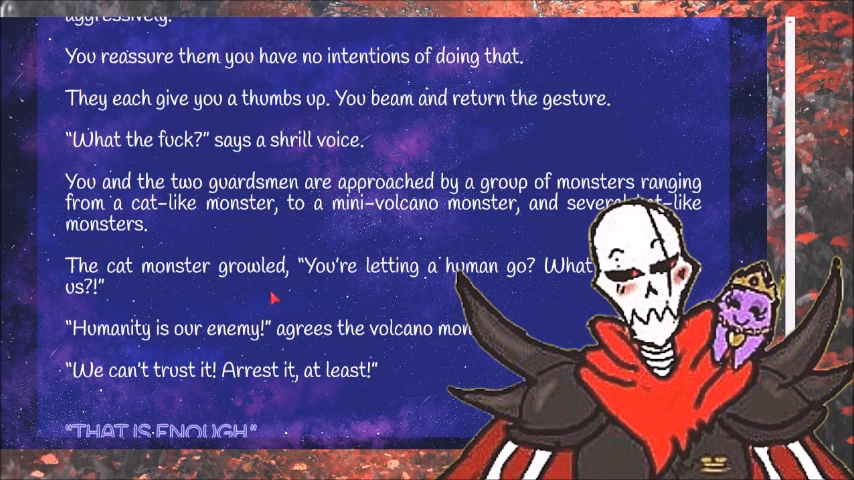 aggressively.
You reassure them you have no intentions of doing that.
They each give you a thumbs up. You beam and return the gesture.
“What the fuck?” says a shrill voice.
You and the two guardsmen are approached by a group of monsters ranging
from a cat-like monster, to a mini-volcano monster, and several -like
monsters.
The cat monster growled, “You’re letting a human go? What
us?!”
“Humanity is our enemy!” agrees the volcano
“We can’t trust it! Arrest it, at least!”
“THAT IS ENOUGH.”